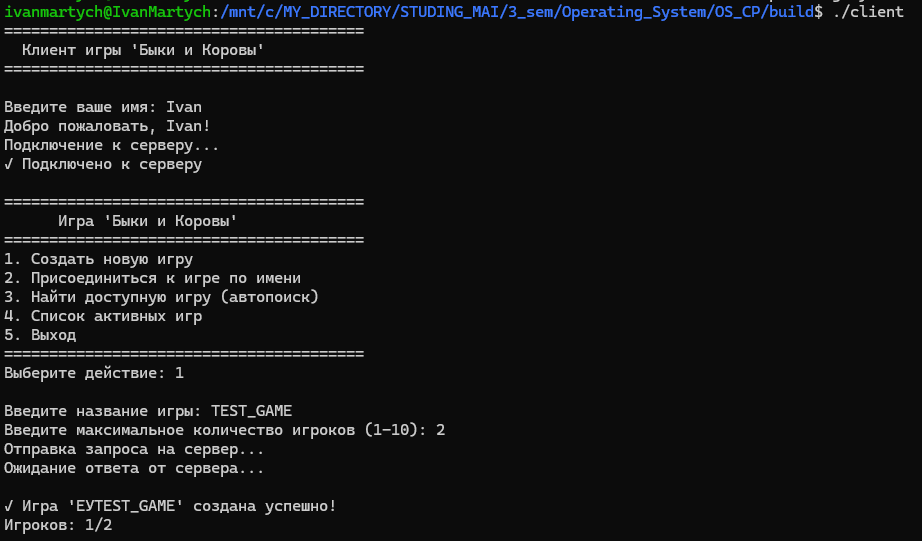 ivanmartych@IvanMartych:/mnt/c/MY_DIRECTORY/STUDING_MAI/3_sem/Operating_System/OS_CP/build$ ./client
========================================
Клиент игры 'Быки и Коровы'
========================================
Введите ваше имя: Ivan
Добро пожаловать, Ivan!
Подключение к серверу...
√ Подключено к серверу
========================================
Игра 'Быки и Коровы'
========================================
1. Создать новую игру
2. Присоединиться к игре по имени
3. Найти доступную игру (автопоиск)
4. Список активных игр
5. Выход
========================================
Выберите действие: 1
Введите название игры: TEST_GAME
Введите максимальное количество игроков (1-10): 2
Отправка запроса на сервер...
Ожидание ответа от сервера...
√ Игра 'ЕУTEST_GAME' создана успешно!
Игроков: 1/2